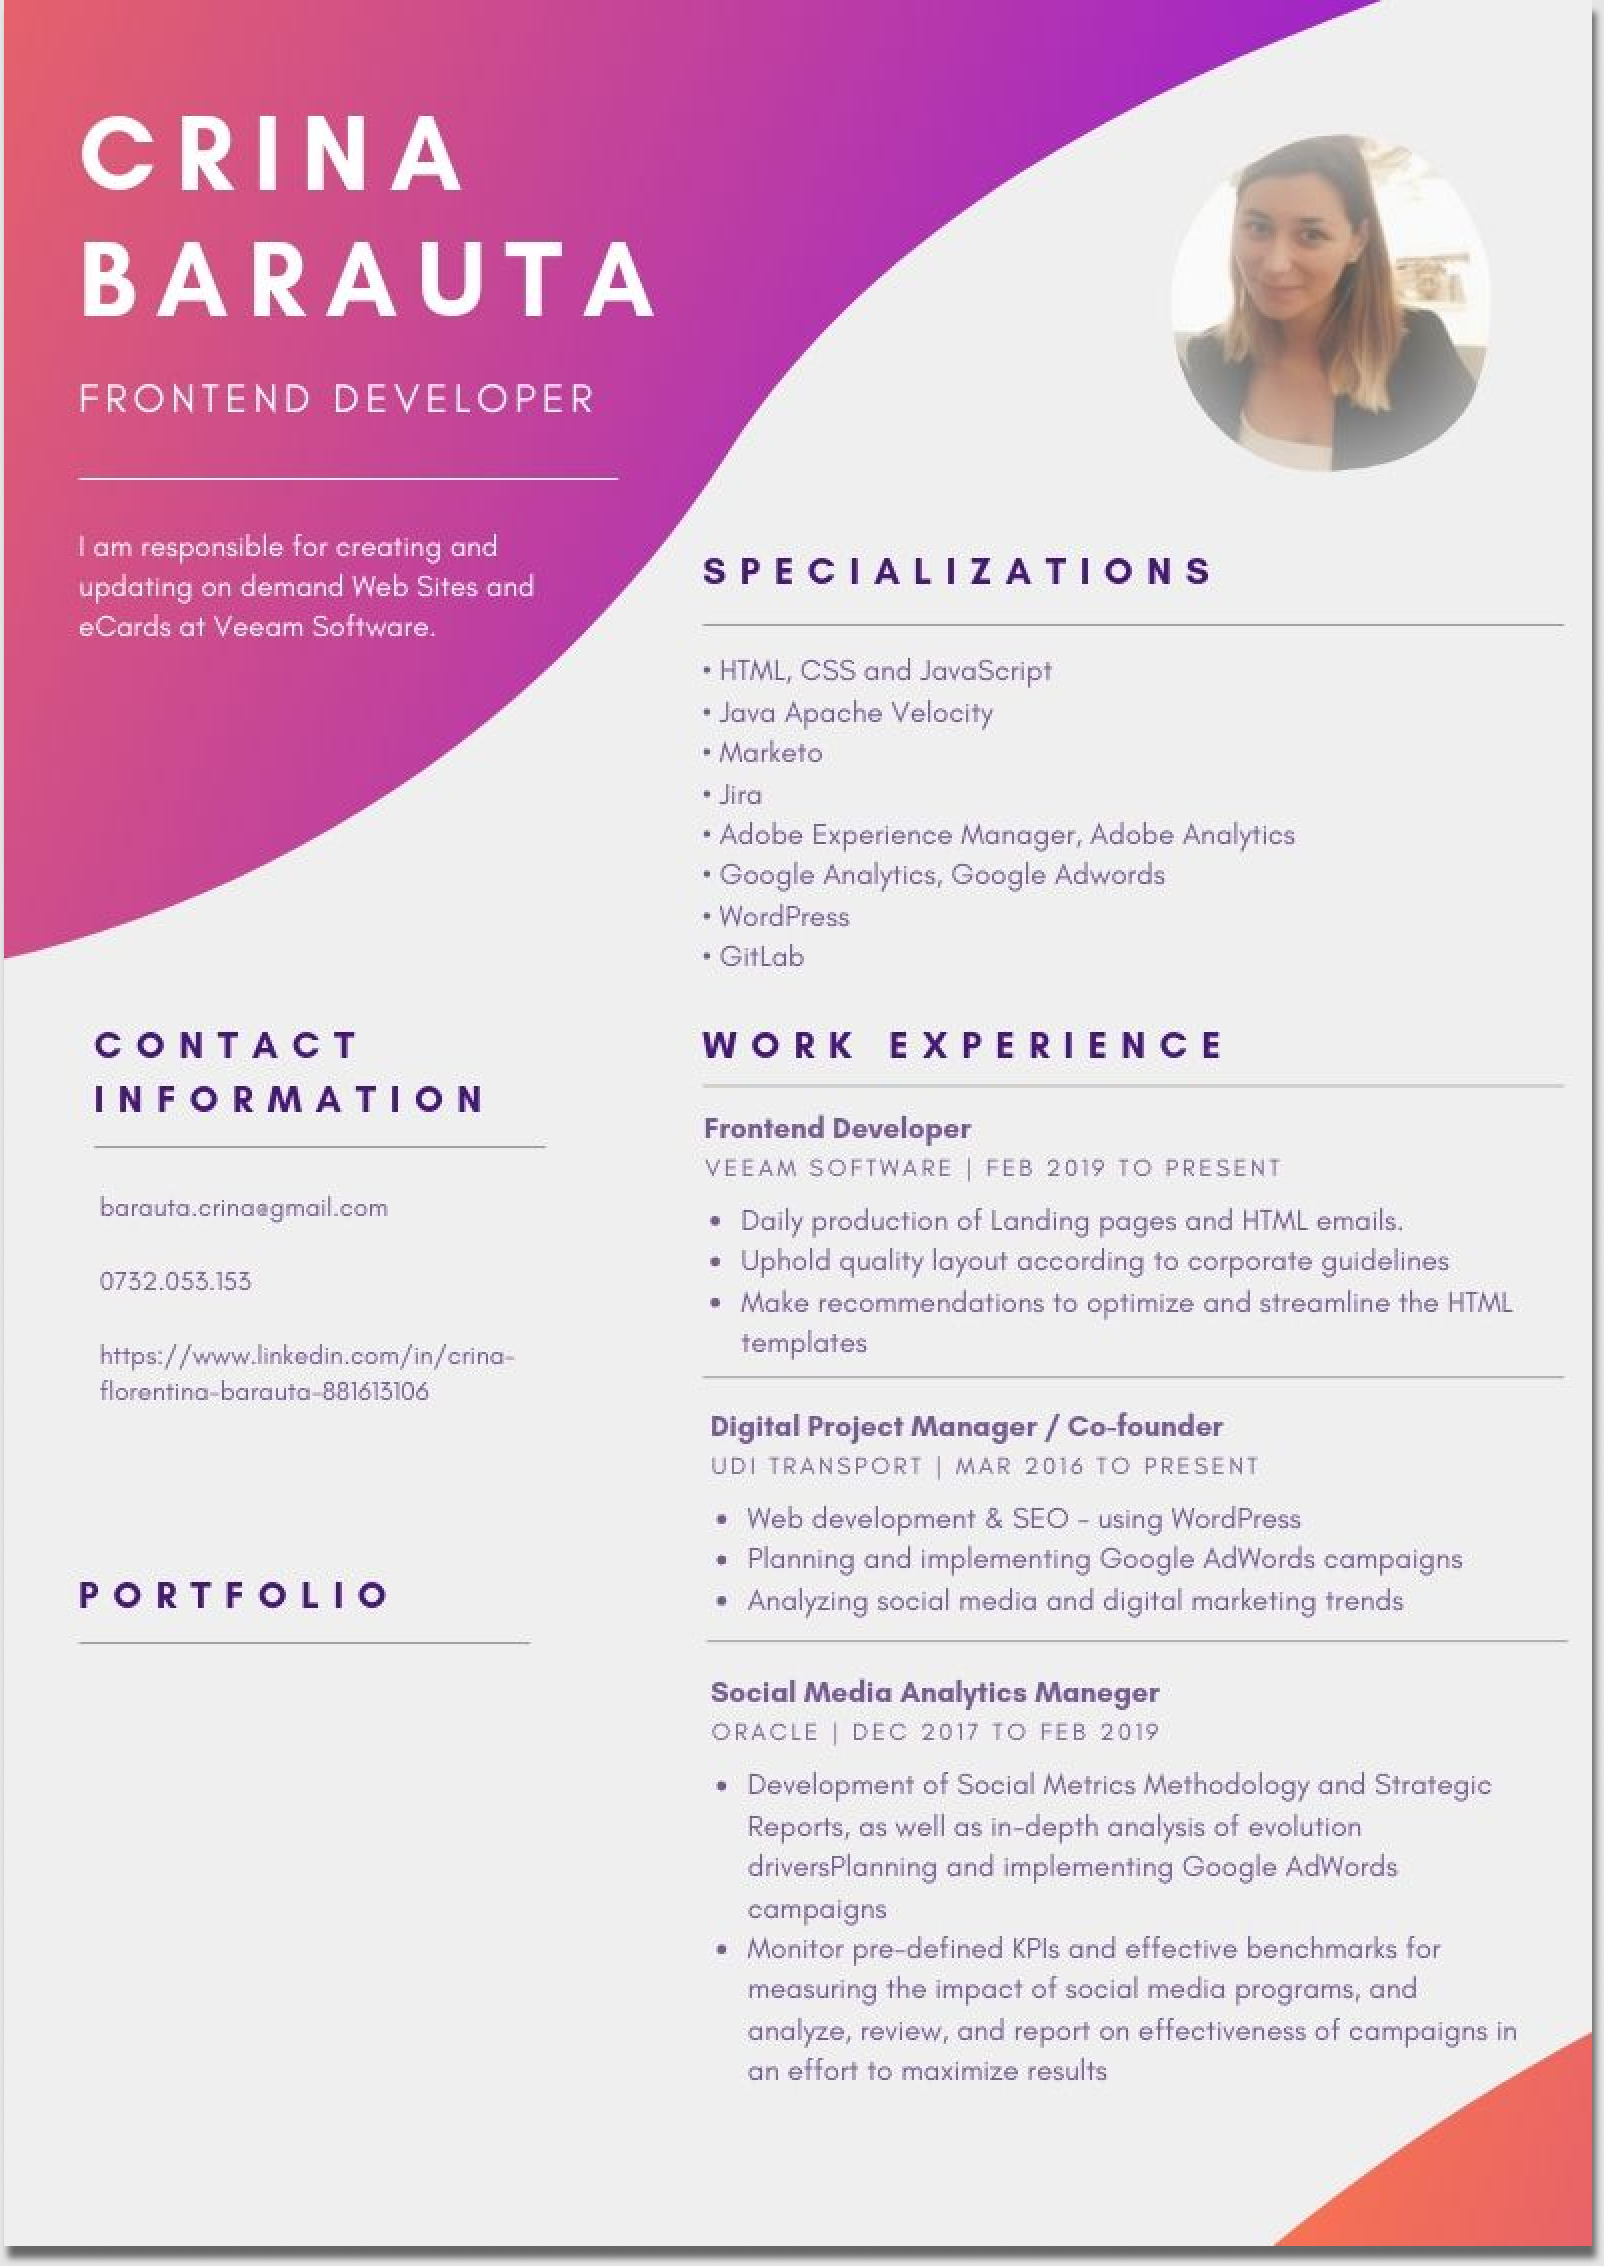 CRINA
BARAUTA
FRONTEND DEVELOPER
I am responsible for creating and
updating on demand Web Sites and
eCards at Veeam Software.
SPECIALIZATIONS
• HTML, CSS and JavaScript
• Java Apache Velocity
• Marketo
• Jira
• Adobe Experience Manager, Adobe Analytics
• Google Analytics, Google Adwords
• WordPress
• GitLab
CONTACT
INFORMATION
barauta.crina@gmail.com
0732.053.153
https://www.linkedin.com/in/crina-
florentina-barauta-881613106
PORTFOLIO
WORK EXPERIENCE
Frontend Developer
VEEAM SOFTWARE | FEB 2019 TO PRESENT
• Daily production of Landing pages and HTML emails.
• Uphold quality layout according to corporate guidelines
• Make recommendations to optimize and streamline the HTML
templates
Digital Project Manager / Co-founder
UDI TRANSPORT | MAR 2016 TO PRESENT
• Web development & SEO - using WordPress
• Planning and implementing Google AdWords campaigns
• Analyzing social media and digital marketing trends
Social Media Analytics Maneger
ORACLE | DEC 2017 TO FEB 2019
• Development of Social Metrics Methodology and Strategic
Reports, as well as in-depth analysis of evolution
driversPlanning and implementing Google AdWords
campaigns
• Monitor pre-defined KPIs and effective benchmarks for
measuring the impact of social media programs, and
analyze, review, and report on effectiveness of campaigns in
an effort to maximize results